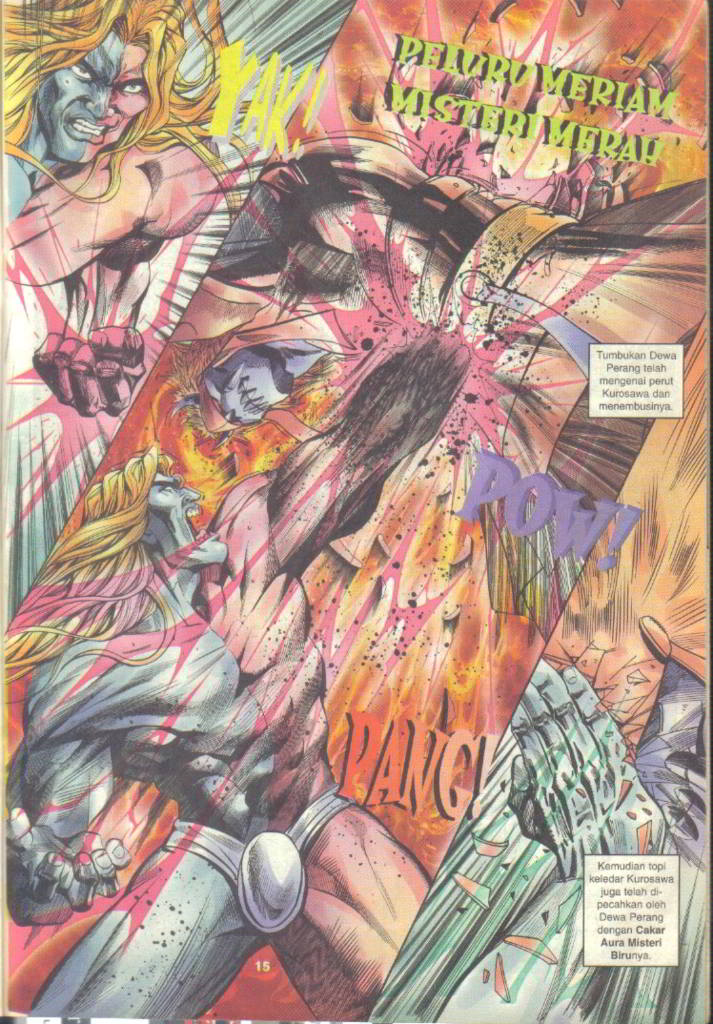 YAK!
PELURU MERIAM
MISTERI MERAH
Tumbukan Dewa
Perang telah
mengenai perut
Kurosawa dan
menembusinya.
POW!
PANG!
Kemudian topi
keledar Kurosawa
juga telah di-
pecahkan oleh
Dewa Perang
dengan Cakar
Aura Misteri
Birunya.
15